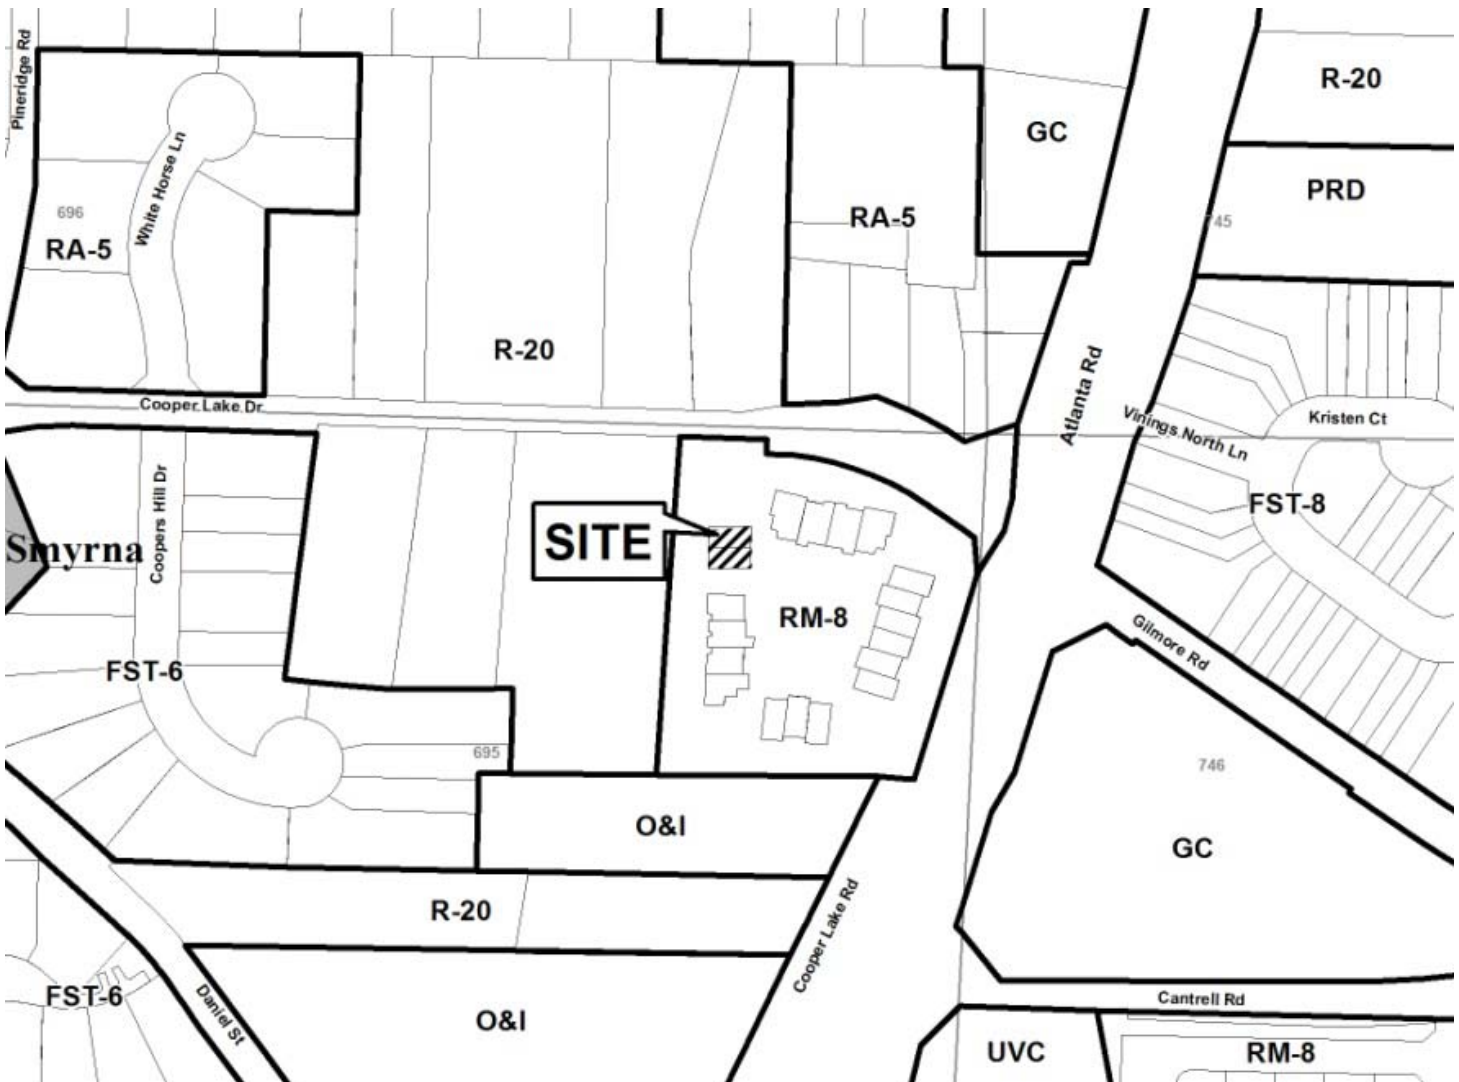 Pineridge Rd
R-20
GC
White Horse Ln
PRD
696
RA-5
745
RA-5
R-20
Atlanta Rd
Cooper Lake Dr
Vinings North Ln
Kristen Ct
Coopers Hill Dr
FST-8
SITE
Smyrna
RM-8
Gilmore Rd
FST-6
695
746
O&I
GC
R-20
Cooper Lake Rd
FST-6
Daniel St
Cantrell Rd
O&I
UVC
RM-8